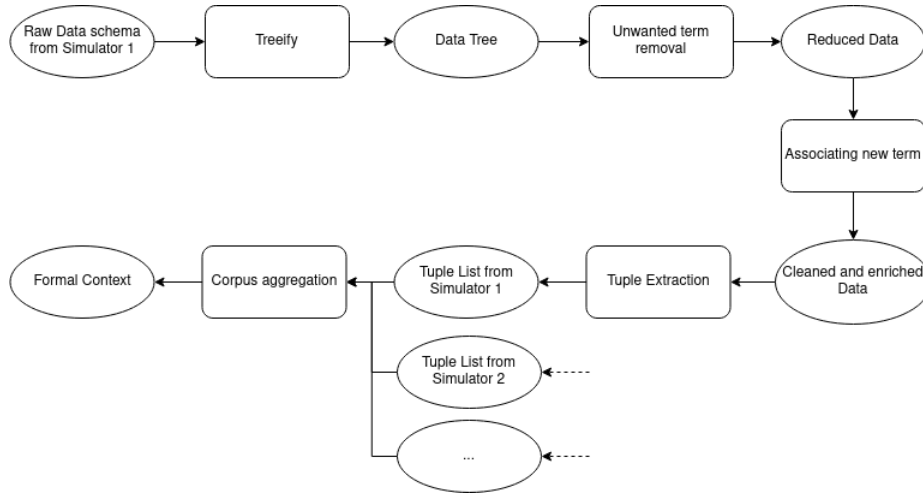 Raw Data schema
from Simulator 1
Treeify
Data Tree
Unwanted term
removal
Reduced Data
Associating new term
Cleaned and enriched
Data
Tuple Extraction
Tuple List from
Simulator 1
Corpus aggregation
Formal Context
Tuple List from
Simulator 2
...